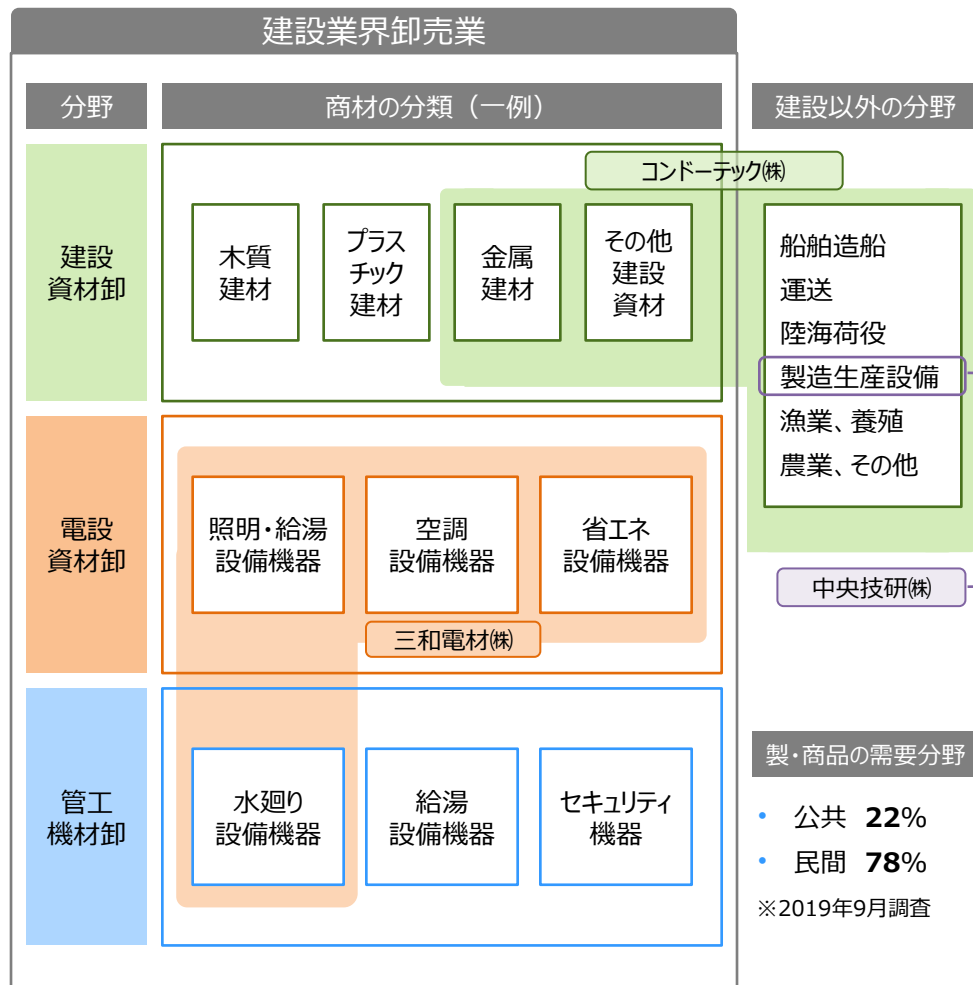 建設業界卸売業
分野
商材の分類（一例）
建設以外の分野
コンドーテック㈱
建設
資材卸
木質
建材
プラス
チック
建材
金属
建材
その他
建設
資材
船舶造船
運送
陸海荷役
製造生産設備
漁業、養殖
農業、その他
電設
資材卸
照明・給湯
設備機器
空調
設備機器
省エネ
設備機器
三和電材㈱
中央技研㈱
管工
機材卸
水廻り
設備機器
給湯
設備機器
セキュリティ
機器
製・商品の需要分野
• 公共 22%
• 民間 78%
※2019年9月調査